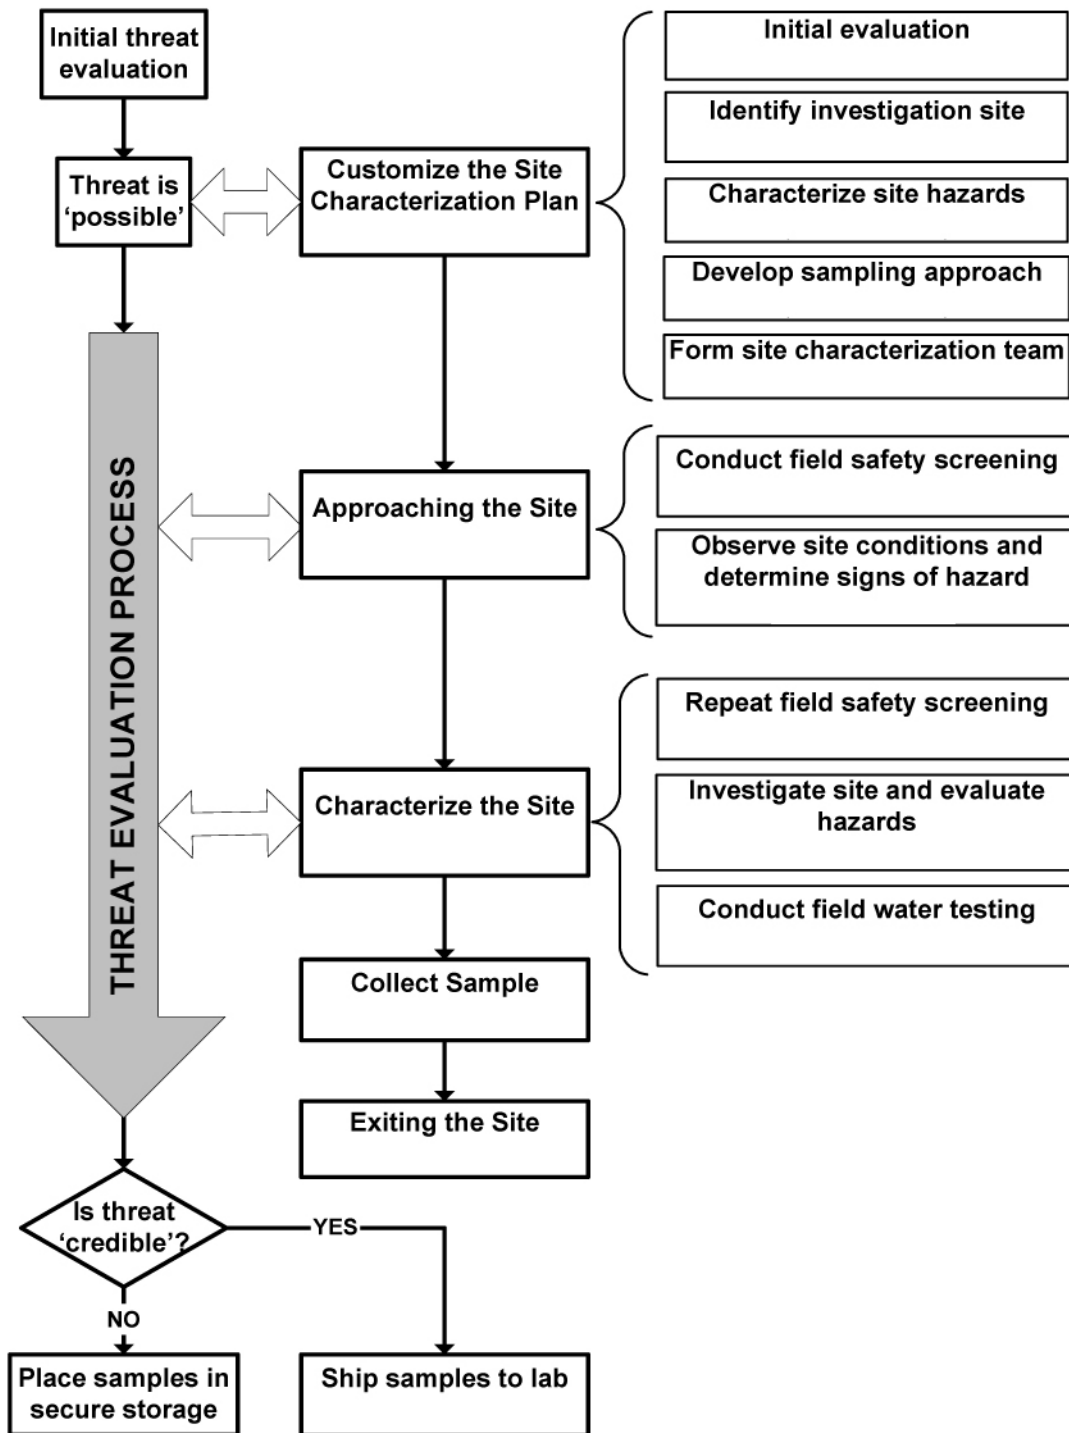 Initial threat
evaluation
Threat is
‘possible’
THREAT EVALUATION PROCESS
Is threat
‘credible’?
YES
NO
Place samples in
secure storage
Ship samples to lab
Customize the Site
Characterization Plan
Approaching the Site
Characterize the Site
Collect Sample
Exiting the Site
Initial evaluation
Identify investigation site
Characterize site hazards
Develop sampling approach
Form site characterization team
Conduct field safety screening
Observe site conditions and
determine signs of hazard
Repeat field safety screening
Investigate site and evaluate
hazards
Conduct field water testing